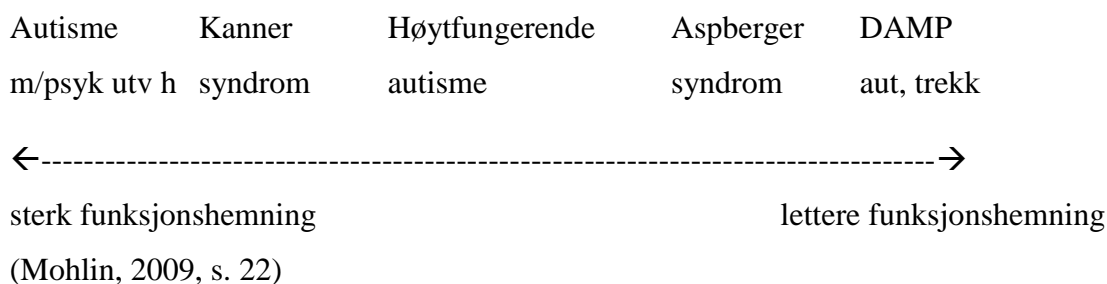 Autisme Kanner Høytfungerende Aspberger DAMP
m/psyk utv h syndrom autisme syndrom aut, trekk
←-------------------------------------------------------------------------------------→
sterk funksjonshemning lettere funksjonshemning
(Mohlin, 2009, s. 22)